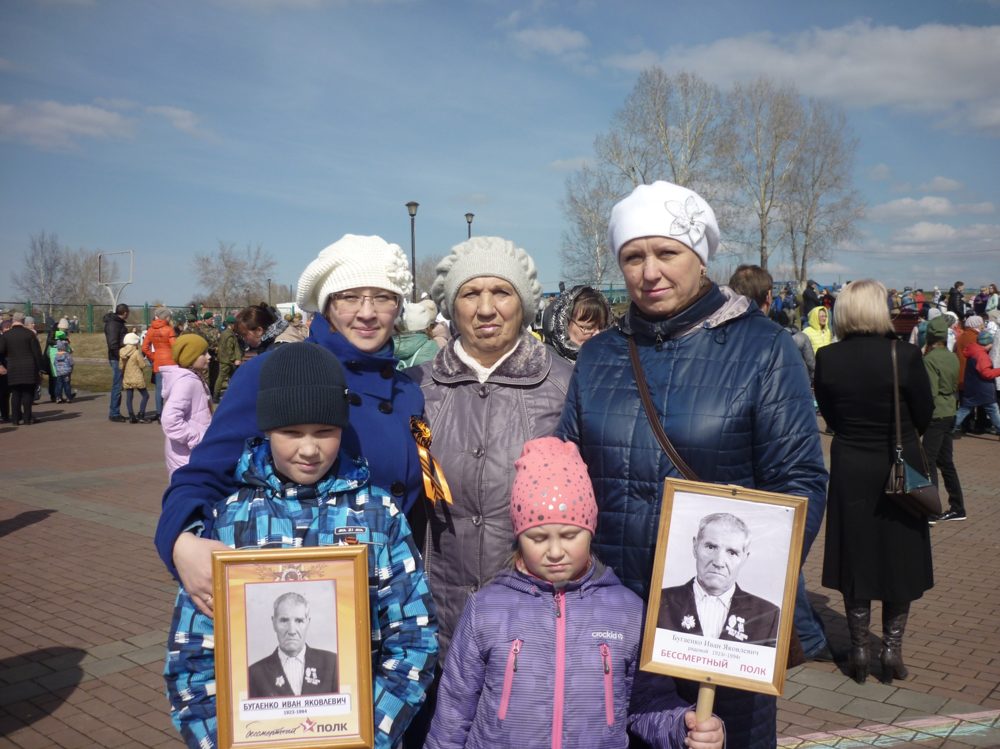 MA ZI MA
crockid
БУГАЕНКО ИВАН ЯКОВЛЕВИЧ
1923-1994
бессмертный ПОЛК
Бугаенко Иван Яковлевич
рядовой 1923г-1994г
БЕССМЕРТНЫЙ ПОЛК